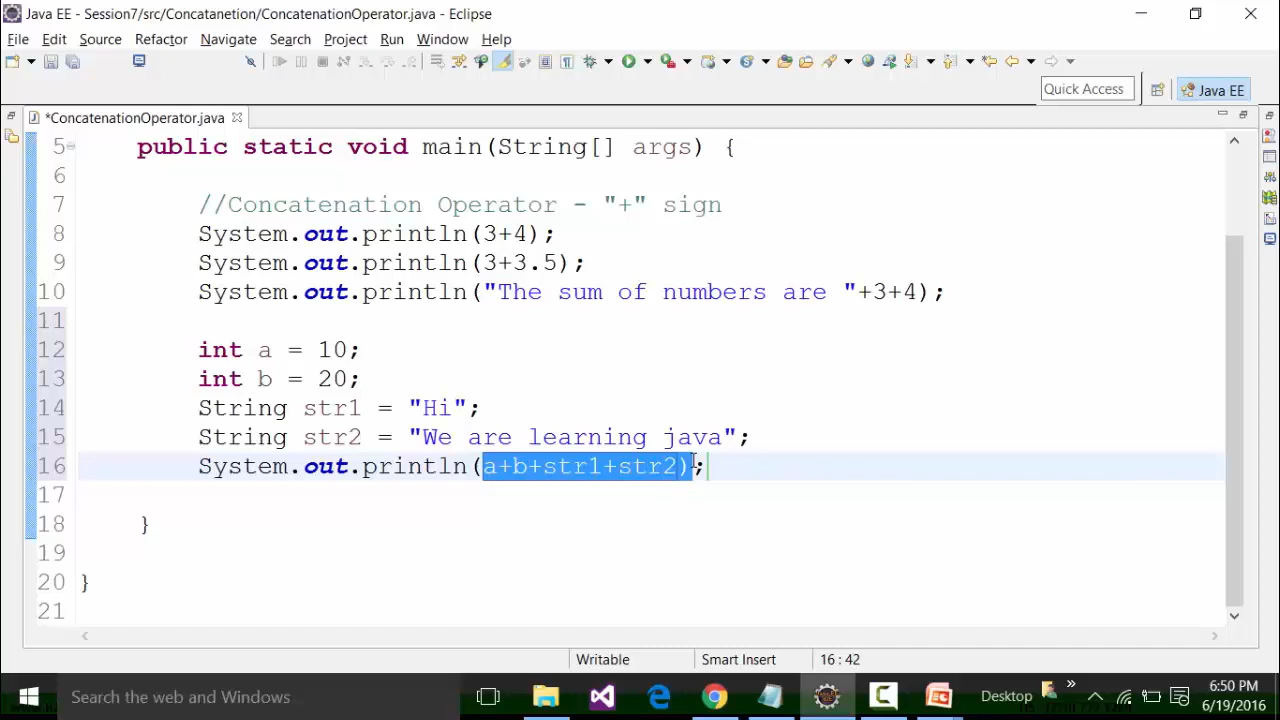 Java EE - Session7/src/Concatanetion/ConcatenationOperator.java - Eclipse
File Edit Source Refactor Navigate Search Project Run Window Help
Quick Access
Java EE
*ConcatenationOperator.java
5 public static void main(String[] args) {
6
7 //Concatenation Operator - "+" sign
8 System.out.println(3+4);
9 System.out.println(3+3.5);
10 System.out.println("The sum of numbers are "+3+4);
11
12 int a = 10;
13 int b = 20;
14 String str1 = "Hi";
15 String str2 = "We are learning java";
16 System.out.println(a+b+str1+str2);
17
18 }
19
20 }
21
Writable Smart Insert 16 : 42
Search the web and Windows
Desktop
6:50 PM
6/19/2016